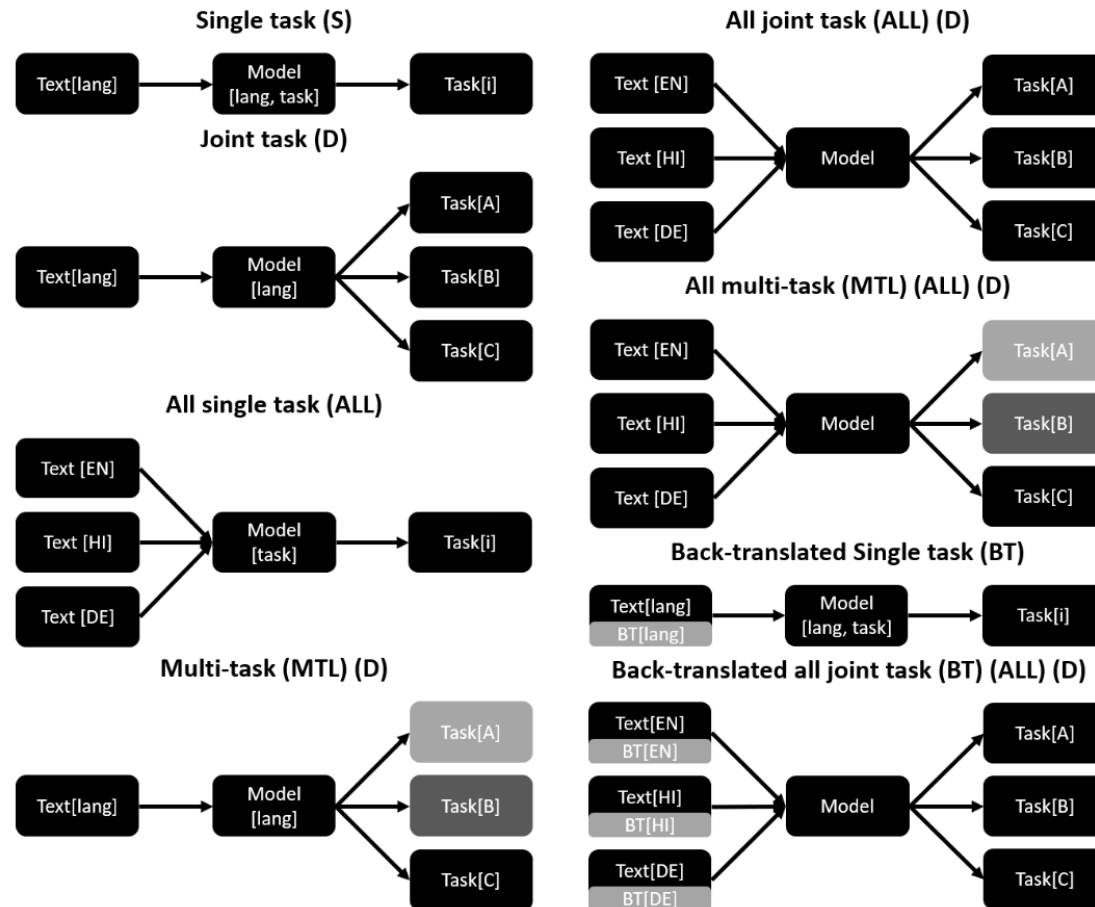 Single task (S)
Text[lang]
Model
[lang, task]
Task[i]
Joint task (D)
Text[lang]
Model
[lang]
Task[A]
Task[B]
Task[C]
All single task (ALL)
Text [EN]
Text [HI]
Text [DE]
Model
[task]
Task[i]
Multi-task (MTL) (D)
Text[lang]
Model
[lang]
Task[A]
Task[B]
Task[C]
All joint task (ALL) (D)
Text [EN]
Text [HI]
Text [DE]
Model
Task[A]
Task[B]
Task[C]
All multi-task (MTL) (ALL) (D)
Text [EN]
Text [HI]
Text [DE]
Model
Task[A]
Task[B]
Task[C]
Back-translated Single task (BT)
Text[lang]
BT[lang]
Model
[lang, task]
Task[i]
Back-translated all joint task (BT) (ALL) (D)
Text[EN]
BT[EN]
Text[HI]
BT[HI]
Text[DE]
BT[DE]
Model
Task[A]
Task[B]
Task[C]